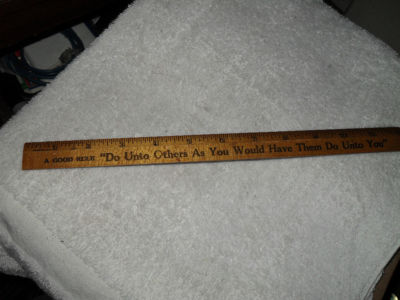 A GOOD RULE "Do Unto Others As You Would Have Them Do Unto You"